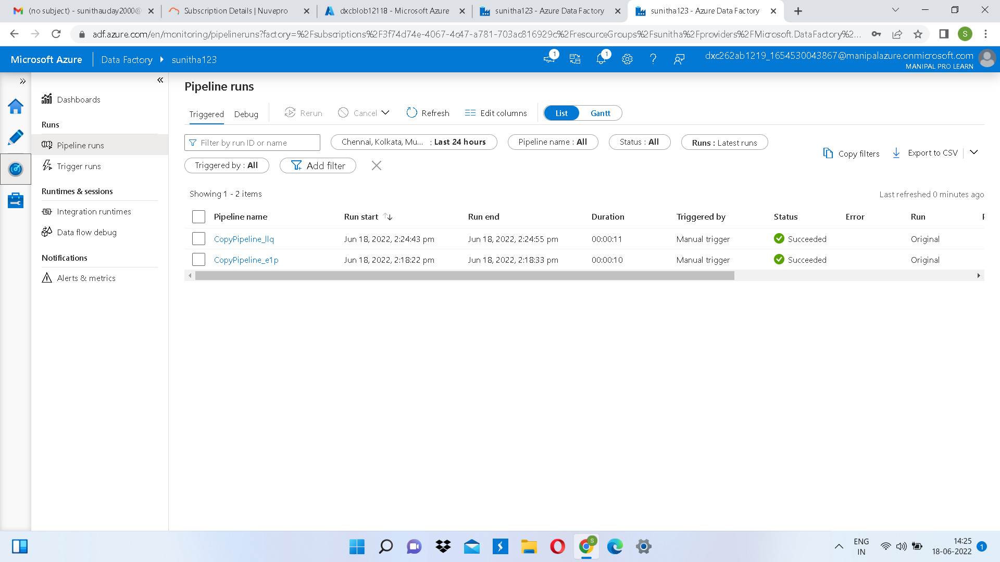 (no subject) - sunithauday2000@
Subscription Details | Nuvepro
dxcblob12118 - Microsoft Azure
sunitha123 - Azure Data Factory
sunitha123 - Azure Data Factory
adf.azure.com/en/monitoring/pipelineruns?factory=%2Fsubscriptions%2F3f74d74e-4067-4c47-a781-703ac816929c%2FresourceGroups%2Fsunitha%2Fproviders%2FMicrosoft.DataFactory%2...
S
Microsoft Azure
Data Factory
sunitha123
1
1
dxc262ab1219_1654530043867@manipalazure.onmicrosoft.com
MANIPAL PRO LEARN
Dashboards
Runs
Pipeline runs
Trigger runs
Runtimes & sessions
Integration runtimes
Data flow debug
Notifications
Alerts & metrics
Pipeline runs
Triggered Debug Rerun Cancel Refresh Edit columns List Gantt
Filter by run ID or name
Chennai, Kolkata, Mu... : Last 24 hours
Pipeline name : All
Status : All
Runs : Latest runs
Triggered by : All
Add filter
Copy filters
Export to CSV
Showing 1 - 2 items
Last refreshed 0 minutes ago
Pipeline name Run start Run end Duration Triggered by Status Error Run
CopyPipeline_llq Jun 18, 2022, 2:24:43 pm Jun 18, 2022, 2:24:55 pm 00:00:11 Manual trigger Succeeded Original
CopyPipeline_e1p Jun 18, 2022, 2:18:22 pm Jun 18, 2022, 2:18:33 pm 00:00:10 Manual trigger Succeeded Original
S
ENG
IN
14:25
18-06-2022
1